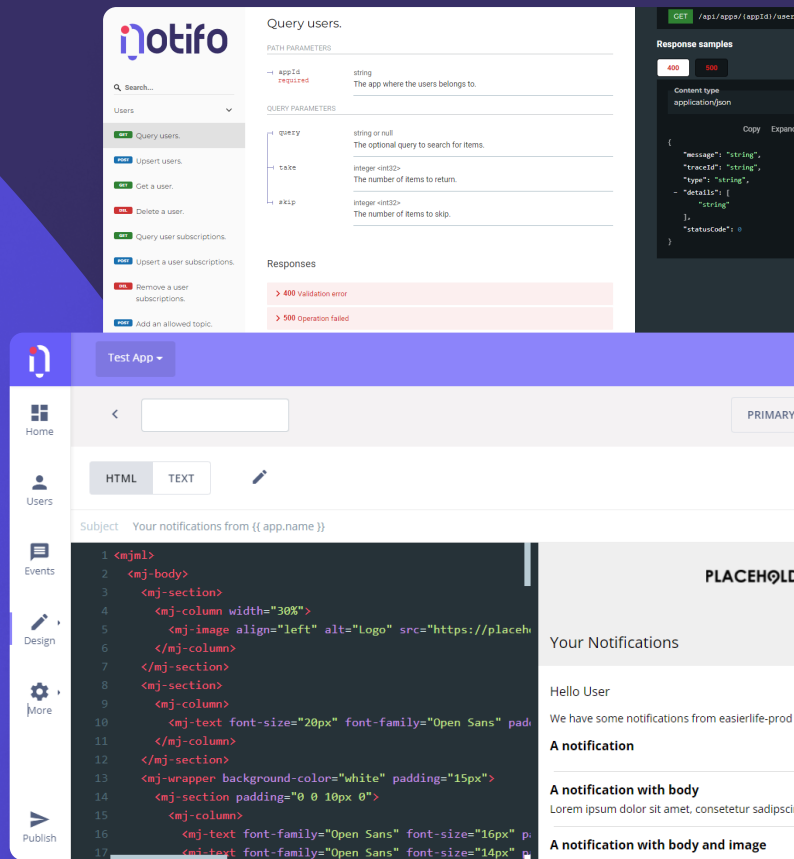 notifo
Search...
Users
GET Query users.
POST Upsert users.
GET Get a user.
DEL Delete a user.
GET Query user subscriptions.
POST Upsert a user subscriptions.
DEL Remove a user
subscriptions.
POST Add an allowed topic.
Query users.
PATH PARAMETERS
appId
required
string
The app where the users belongs to.
QUERY PARAMETERS
query
string or null
The optional query to search for items.
take
integer <int32>
The number of items to return.
skip
integer <int32>
The number of items to skip.
Responses
400 Validation error
500 Operation failed
GET /api/apps/{appId}/user
Response samples
400 500
Content type
application/json
Copy Expand
{
"message": "string",
"traceId": "string",
"type": "string",
- "details": [
"string"
],
"statusCode": 0
}
n
Test App
Home
Users
Events
Design
More
Publish
PRIMARY
HTML TEXT
Subject Your notifications from {{ app.name }}
1 <mjml>
2 <mj-body>
3 <mj-section>
4 <mj-column width="30%">
5 <mj-image align="left" alt="Logo" src="https://placeh
6 </mj-column>
7 </mj-section>
8 <mj-section>
9 <mj-column>
10 <mj-text font-size="20px" font-family="Open Sans" pad
11 </mj-column>
12 </mj-section>
13 <mj-wrapper background-color="white" padding="15px">
14 <mj-section padding="0 0 10px 0">
15 <mj-column>
16 <mj-text font-family="Open Sans" font-size="16px" p
17 <mj-text font-family="Open Sans" font-size="14px" p
PLACEHOLD
Your Notifications
Hello User
We have some notifications from easierlife-prod
A notification
A notification with body
Lorem ipsum dolor sit amet, consetetur sadipsci
A notification with body and image